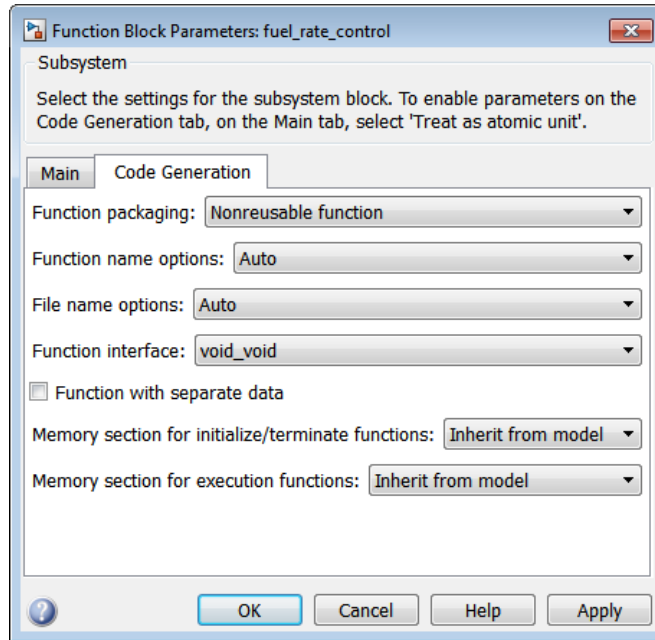 Function Block Parameters: fuel_rate_control
Subsystem
Select the settings for the subsystem block. To enable parameters on the
Code Generation tab, on the Main tab, select 'Treat as atomic unit'.
Main Code Generation
Function packaging: Nonreusable function
Function name options: Auto
File name options: Auto
Function interface: void_void
Function with separate data
Memory section for initialize/terminate functions: Inherit from model
Memory section for execution functions: Inherit from model
? OK Cancel Help Apply